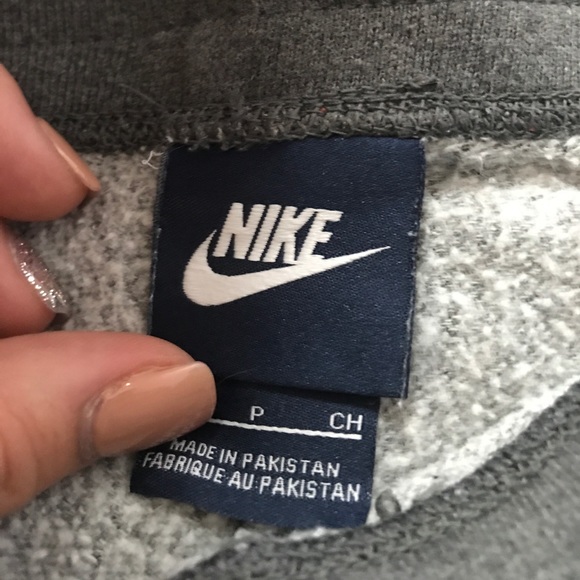 NIKE
P CH
MADE IN PAKISTAN
FABRIQUE AU PAKISTAN